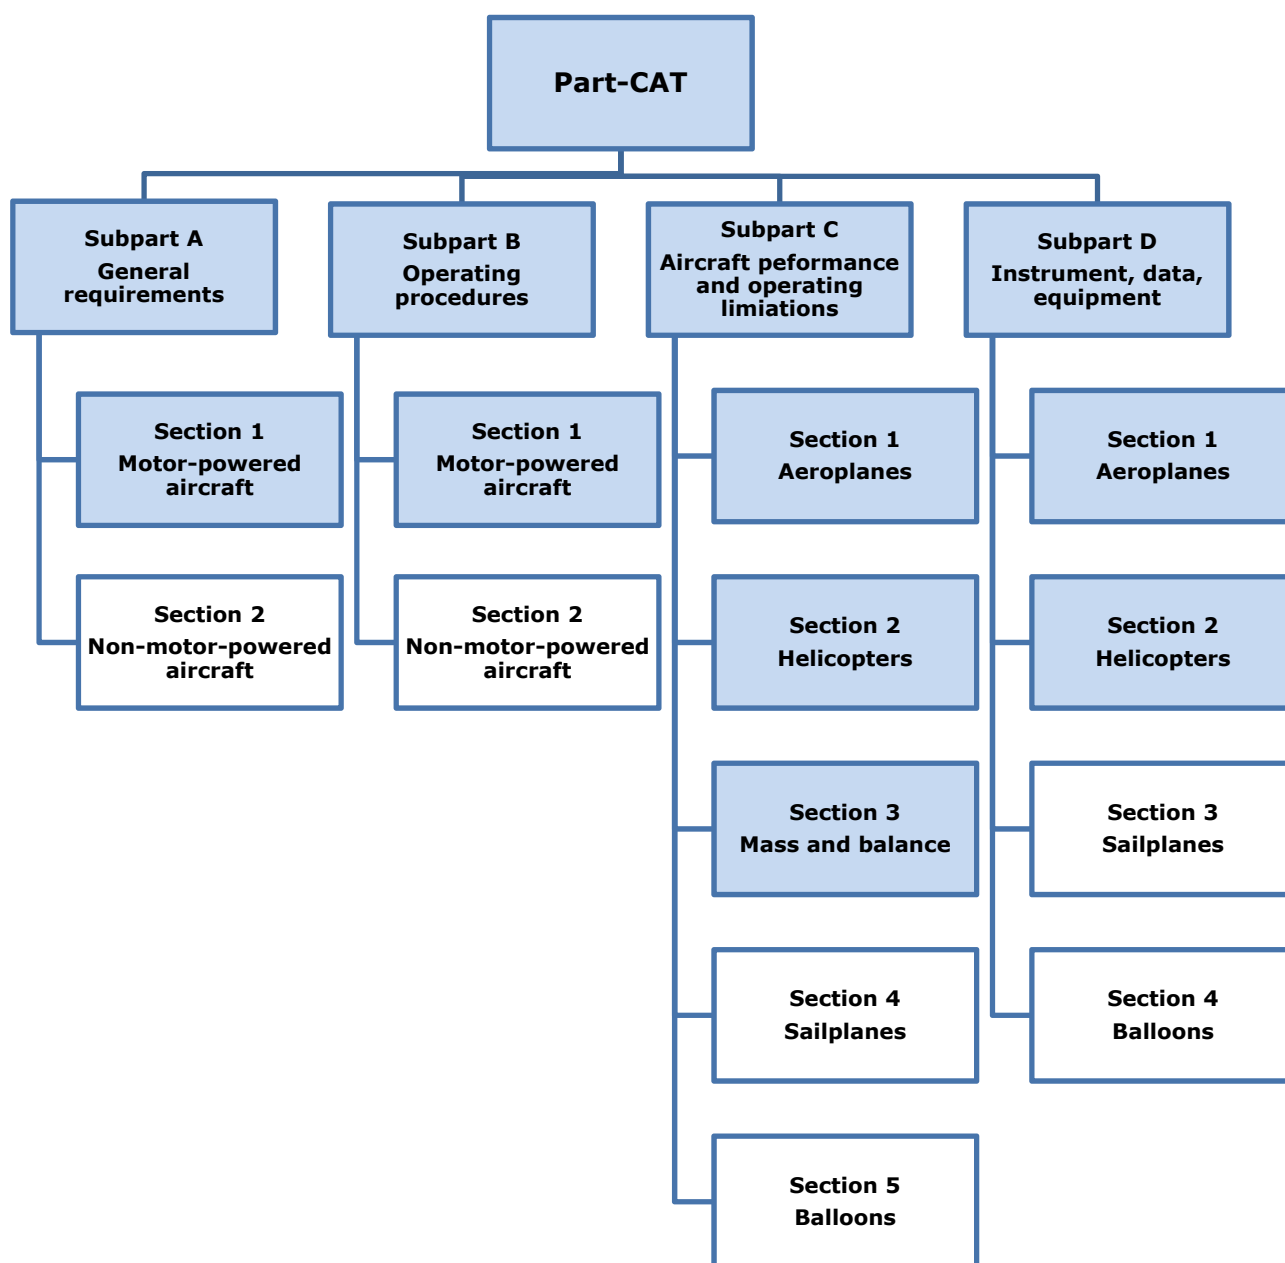 Part-CAT
Subpart A
General
requirements
Section 1
Motor-powered
aircraft
Section 2
Non-motor-powered
aircraft
Subpart B
Operating
procedures
Section 1
Motor-powered
aircraft
Section 2
Non-motor-powered
aircraft
Subpart C
Aircraft peformance
and operating
limiations
Section 1
Aeroplanes
Section 2
Helicopters
Section 3
Mass and balance
Section 4
Sailplanes
Section 5
Balloons
Subpart D
Instrument, data,
equipment
Section 1
Aeroplanes
Section 2
Helicopters
Section 3
Sailplanes
Section 4
Balloons